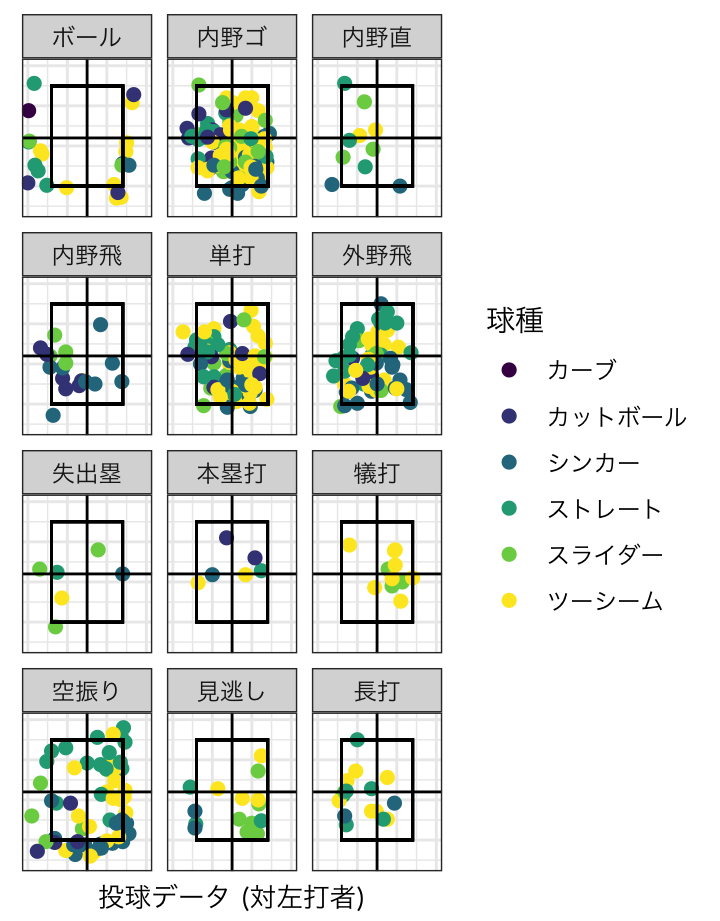 ボール
内野ゴ
内野直
内野飛
単打
外野飛
失出塁
本塁打
犠打
空振り
見逃し
長打
投球データ (対左打者)
球種
カーブ
カットボール
シンカー
ストレート
スライダー
ツーシーム